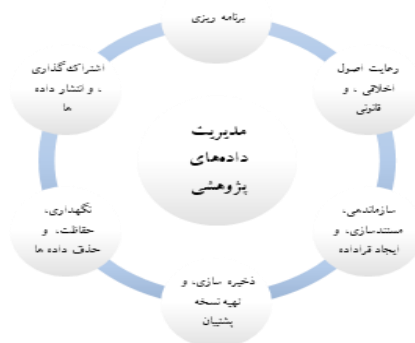 برنامه ریزی
رعایت اصول
اخلاقی ، و
قانونی
سازماندهی،
مستندسازی، و
ایجاد فراداده
ذخیره سازی، و
تهیه نسخه
پشتیبان
نگهداری،
حفاظت، و
حذف داده ها
اشتراک گذاری
، و انتشار داده
ها
مدیریت
داده‌های
پژوهشی